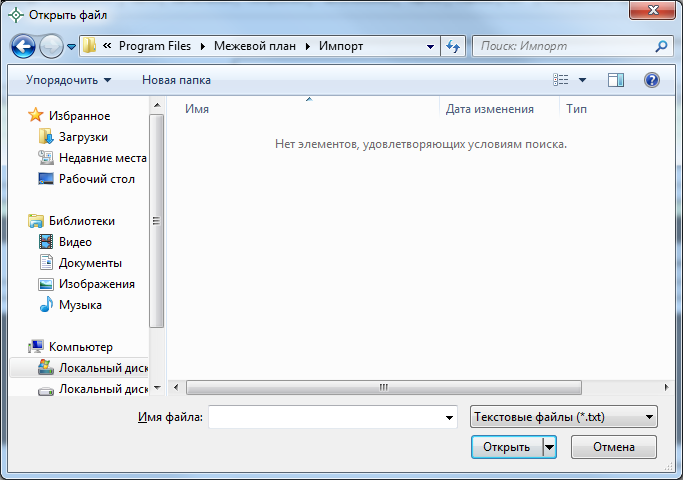 Открыть файл
« Program Files Межевой план Импорт
Поиск: Импорт
Упорядочить Новая папка
Имя Дата изменения Тип
Нет элементов, удовлетворяющих условиям поиска.
Избранное
Загрузки
Недавние места
Рабочий стол
Библиотеки
Видео
Документы
Изображения
Музыка
Компьютер
Локальный диск
Локальный диск
Имя файла:
Текстовые файлы (*.txt)
Открыть Отмена